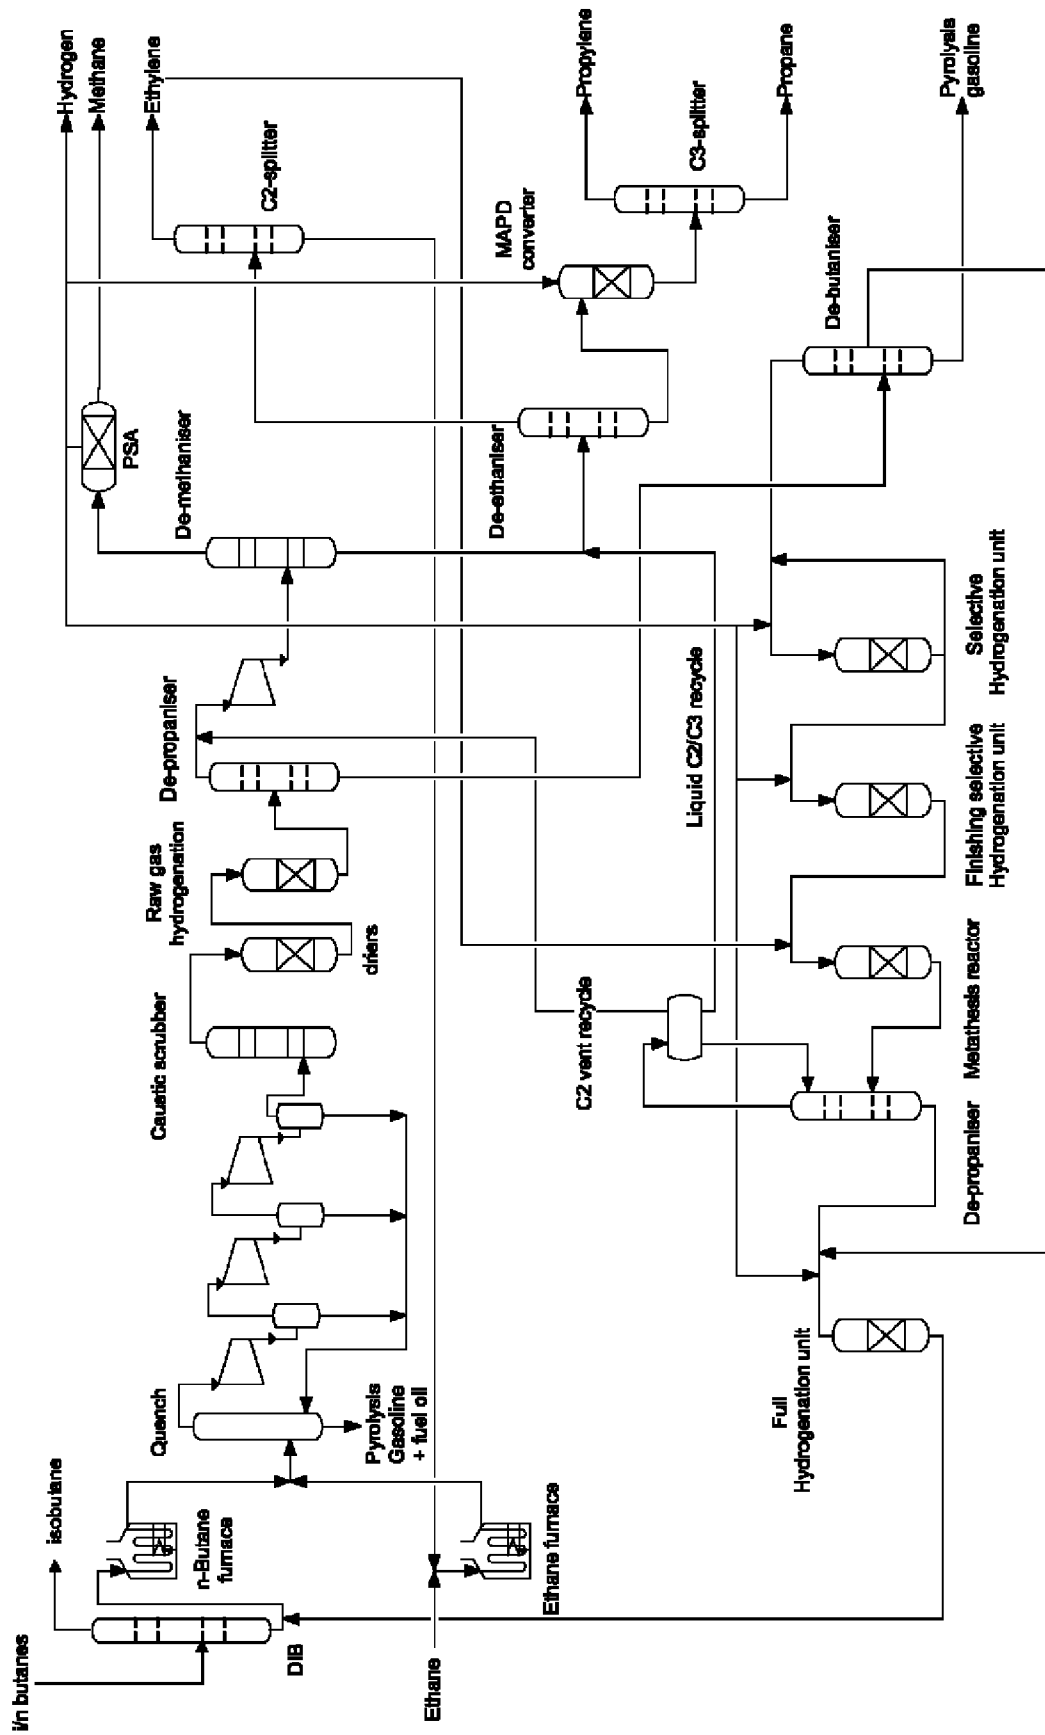 i/n butanes
isobutane
DIB
n-Butane
furnace
Ethane
Ethane furnace
Quench
Pyrolysis
Gasoline
+ fuel oil
Caustic scrubber
driers
Raw gas
hydrogenation
De-propaniser
De-methaniser
PSA
Hydrogen
Methane
Ethylene
C2-splitter
De-ethaniser
MAPD
converter
C3-splitter
Propylene
Propane
C2 vent recycle
Liquid C2/C3 recycle
Full
Hydrogenation unit
De-propaniser
Metathesis reactor
Finishing selective
Hydrogenation unit
Selective
Hydrogenation unit
De-butaniser
Pyrolysis
gasoline